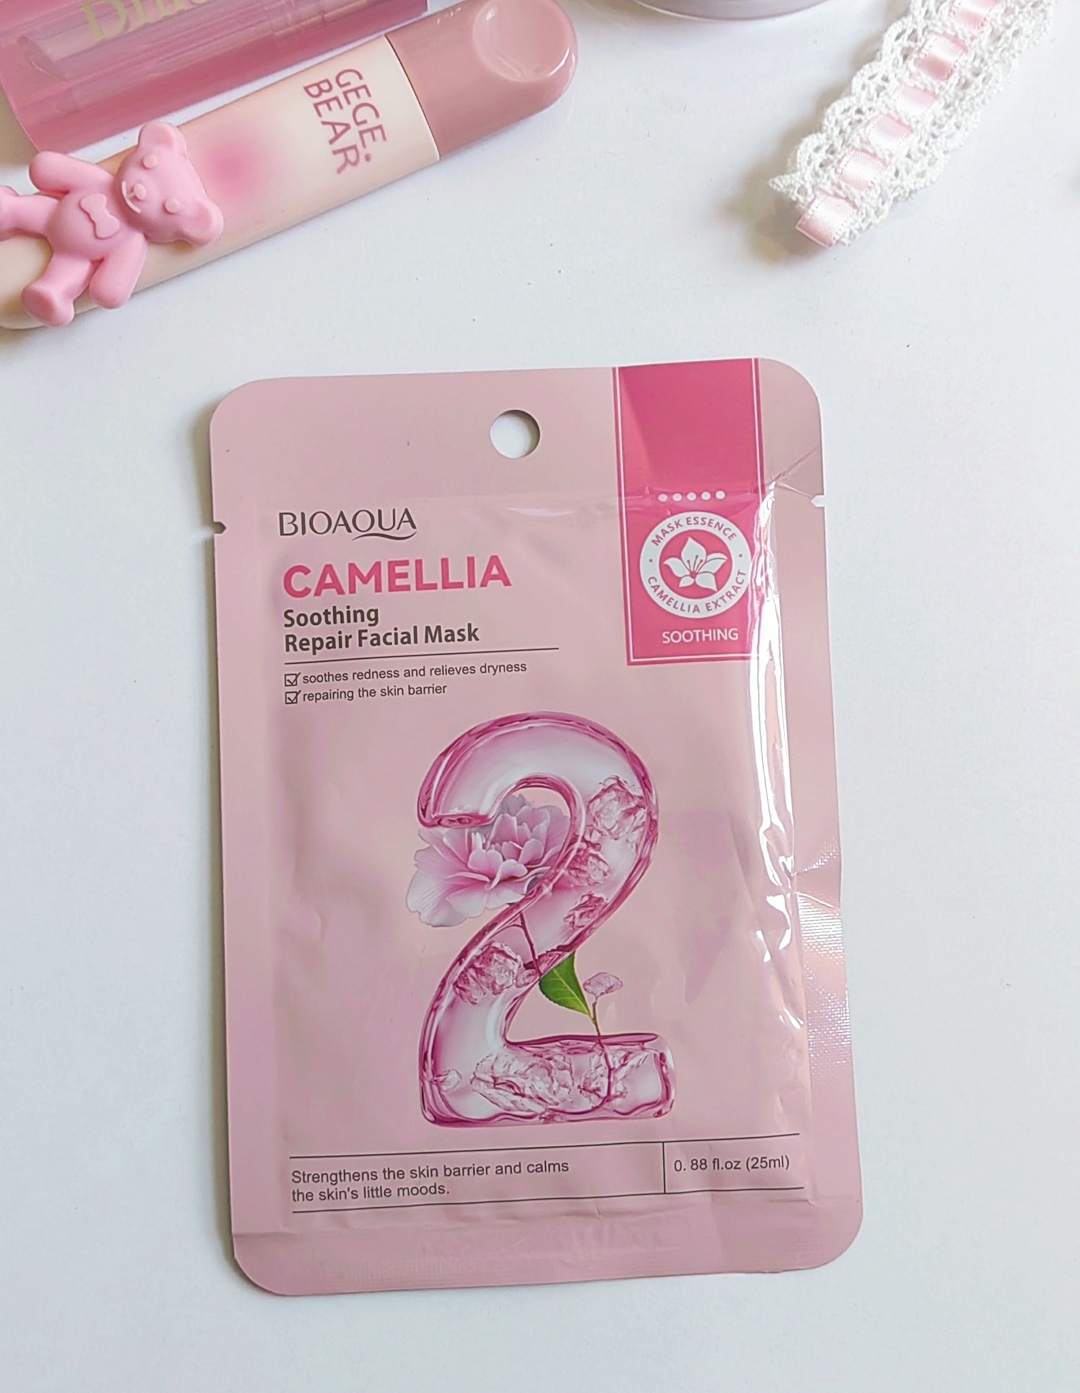 GEGE.
BEAR
BIOAQUA
CAMELLIA
Soothing
Repair Facial Mask
soothes redness and relieves dryness
repairing the skin barrier
MASK ESSENCE
CAMELLIA EXTRACT
SOOTHING
2
Strengthens the skin barrier and calms
the skin's little moods.
0. 88 fl.oz (25ml)